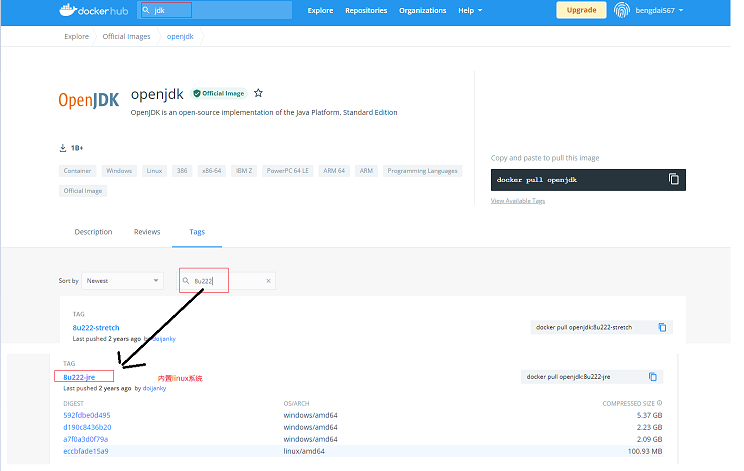 dockerhub jdk Explore Repositories Organizations Help Upgrade bengdai567
Explore Official Images openjdk
OpenJDK openjdk Official Image
OpenJDK is an open-source implementation of the Java Platform, Standard Edition
1B+
Copy and paste to pull this image
Container Windows Linux 386 x86-64 IBM Z PowerPC 64 LE ARM 64 ARM Programming Languages
docker pull openjdk
Official Image
View Available Tags
Description Reviews Tags
Sort by Newest 8u222
TAG
8u222-stretch docker pull openjdk:8u222-stretch
Last pushed 2 years ago by doijanky
TAG
8u222-jre 内置linux系统 docker pull openjdk:8u222-jre
Last pushed 2 years ago by doijanky
DIGEST OS/ARCH COMPRESSED SIZE
592fdbe0d495 windows/amd64 5.37 GB
d190c8436b20 windows/amd64 2.23 GB
a7f0a3d0f79a windows/amd64 2.09 GB
eccbfade15a9 linux/amd64 100.93 MB